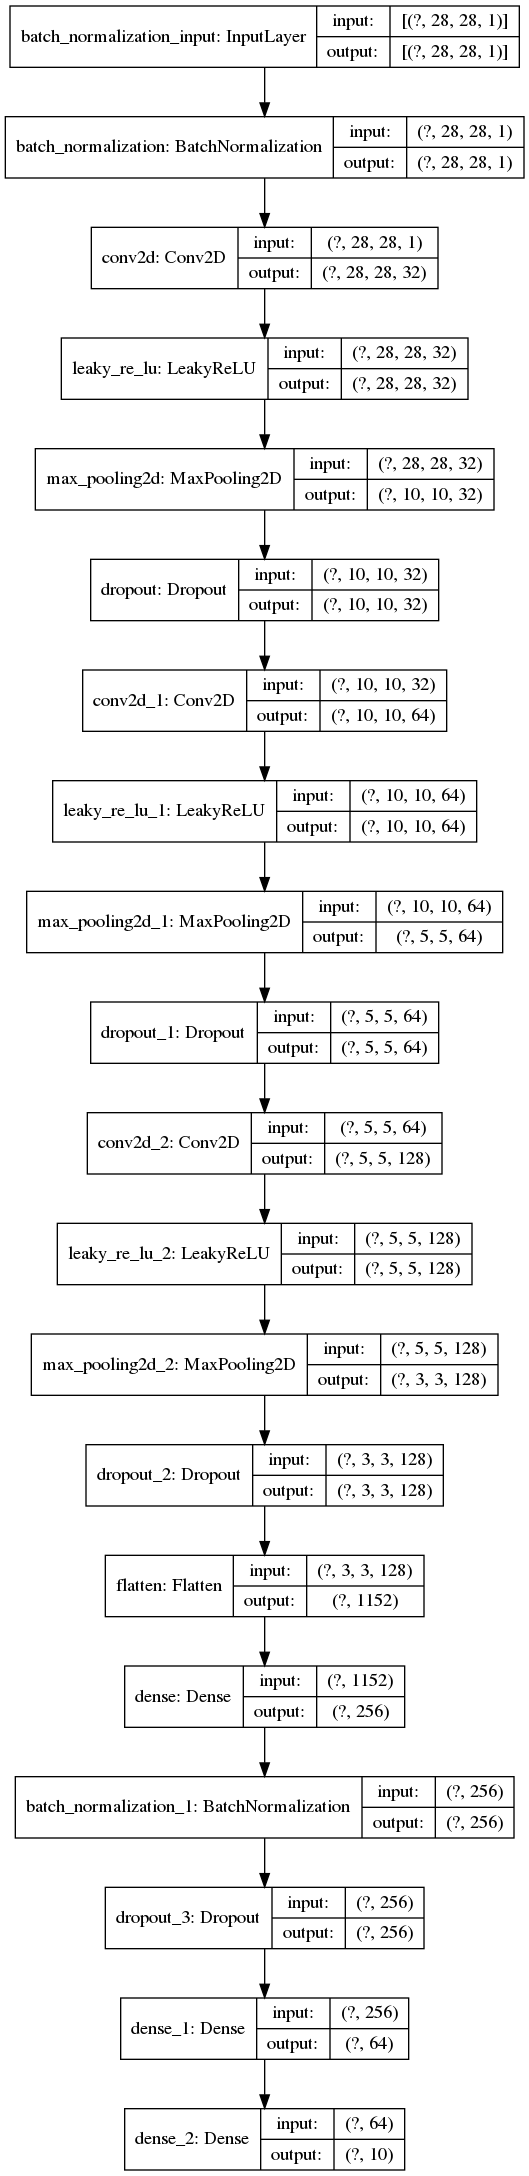 batch_normalization_input: InputLayer
input: [(?, 28, 28, 1)]
output: [(?, 28, 28, 1)]
batch_normalization: BatchNormalization
input: (?, 28, 28, 1)
output: (?, 28, 28, 1)
conv2d: Conv2D
input: (?, 28, 28, 1)
output: (?, 28, 28, 32)
leaky_re_lu: LeakyReLU
input: (?, 28, 28, 32)
output: (?, 28, 28, 32)
max_pooling2d: MaxPooling2D
input: (?, 28, 28, 32)
output: (?, 10, 10, 32)
dropout: Dropout
input: (?, 10, 10, 32)
output: (?, 10, 10, 32)
conv2d_1: Conv2D
input: (?, 10, 10, 32)
output: (?, 10, 10, 64)
leaky_re_lu_1: LeakyReLU
input: (?, 10, 10, 64)
output: (?, 10, 10, 64)
max_pooling2d_1: MaxPooling2D
input: (?, 10, 10, 64)
output: (?, 5, 5, 64)
dropout_1: Dropout
input: (?, 5, 5, 64)
output: (?, 5, 5, 64)
conv2d_2: Conv2D
input: (?, 5, 5, 64)
output: (?, 5, 5, 128)
leaky_re_lu_2: LeakyReLU
input: (?, 5, 5, 128)
output: (?, 5, 5, 128)
max_pooling2d_2: MaxPooling2D
input: (?, 5, 5, 128)
output: (?, 3, 3, 128)
dropout_2: Dropout
input: (?, 3, 3, 128)
output: (?, 3, 3, 128)
flatten: Flatten
input: (?, 3, 3, 128)
output: (?, 1152)
dense: Dense
input: (?, 1152)
output: (?, 256)
batch_normalization_1: BatchNormalization
input: (?, 256)
output: (?, 256)
dropout_3: Dropout
input: (?, 256)
output: (?, 256)
dense_1: Dense
input: (?, 256)
output: (?, 64)
dense_2: Dense
input: (?, 64)
output: (?, 10)